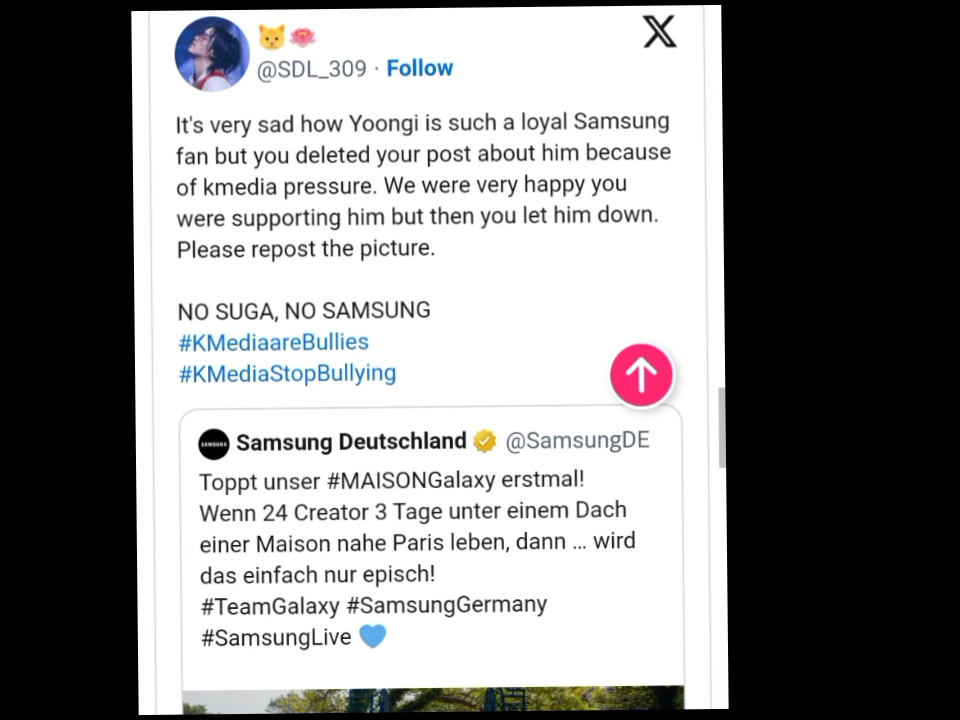 🐱🪷
@SDL_309 · Follow
It's very sad how Yoongi is such a loyal Samsung
fan but you deleted your post about him because
of kmedia pressure. We were very happy you
were supporting him but then you let him down.
Please repost the picture.
NO SUGA, NO SAMSUNG
#KMediaareBullies
#KMediaStopBullying
SAMSUNG
Samsung Deutschland @SamsungDE
Toppt unser #MAISONGalaxy erstmal!
Wenn 24 Creator 3 Tage unter einem Dach
einer Maison nahe Paris leben, dann … wird
das einfach nur episch!
#TeamGalaxy #SamsungGermany
#SamsungLive 💙